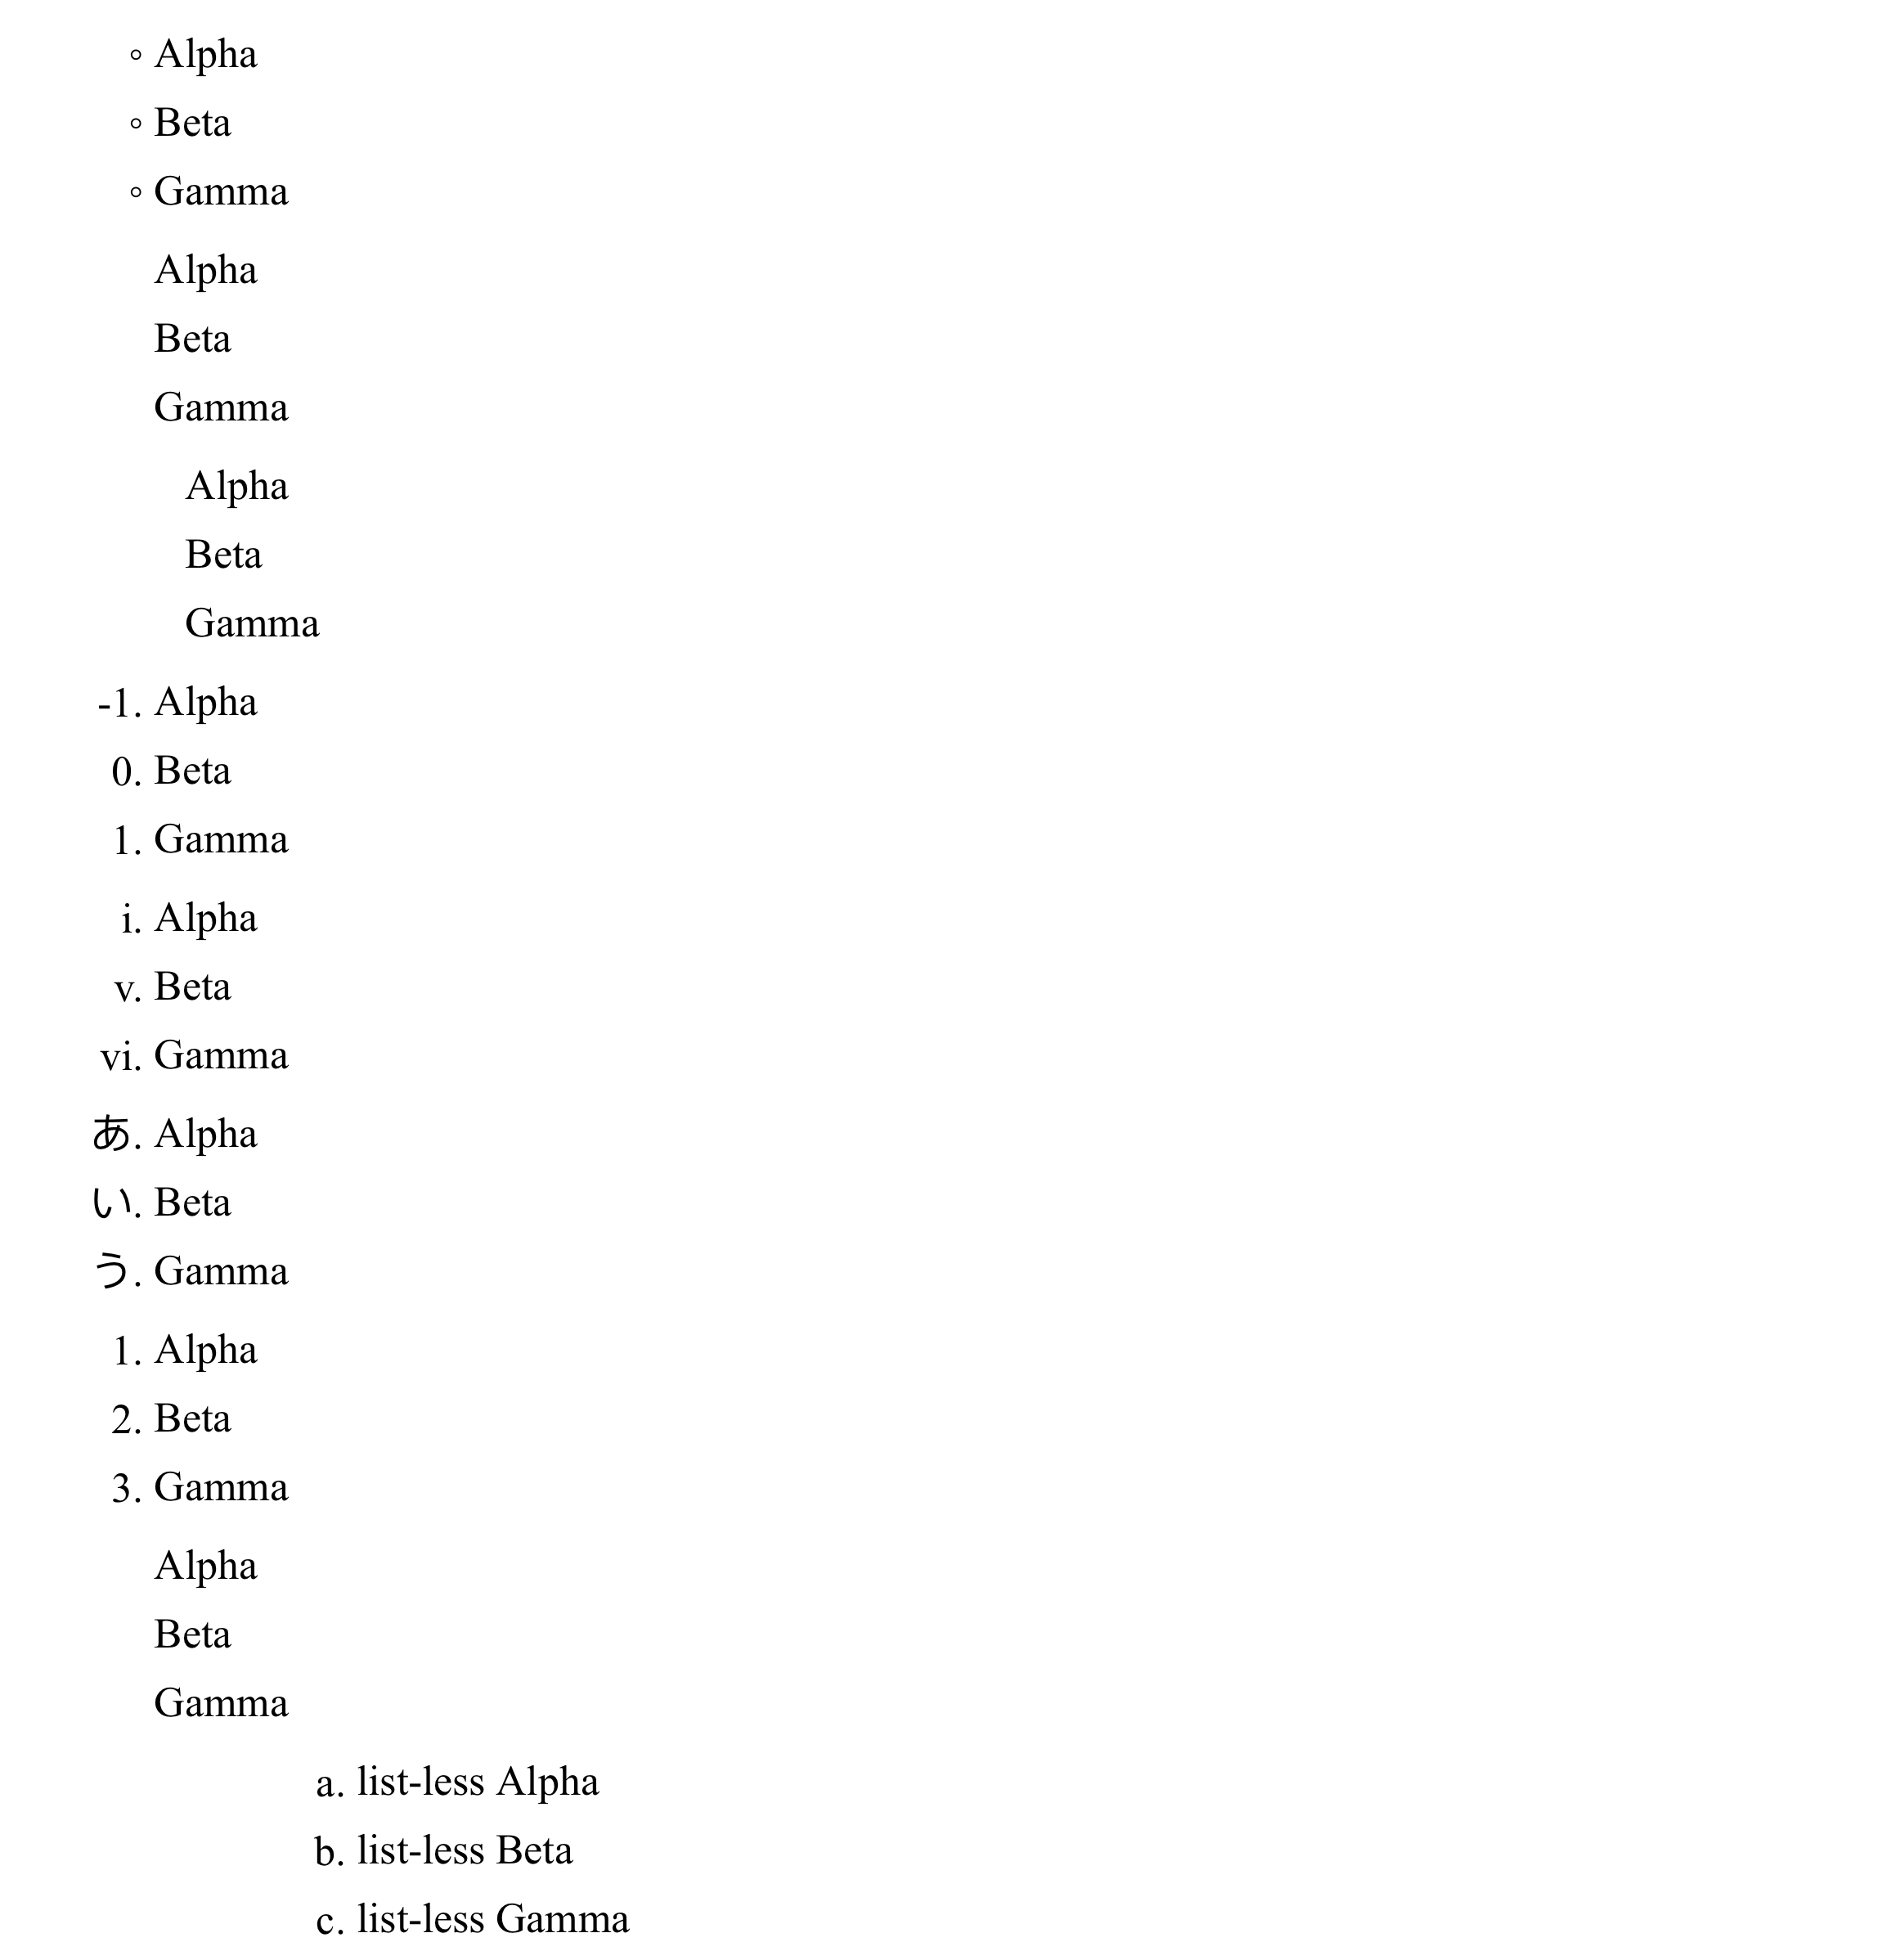 ◦ Alpha
◦ Beta
◦ Gamma
Alpha
Beta
Gamma
Alpha
Beta
Gamma
-1. Alpha
0. Beta
1. Gamma
i. Alpha
v. Beta
vi. Gamma
あ. Alpha
い. Beta
う. Gamma
1. Alpha
2. Beta
3. Gamma
Alpha
Beta
Gamma
a. list-less Alpha
b. list-less Beta
c. list-less Gamma